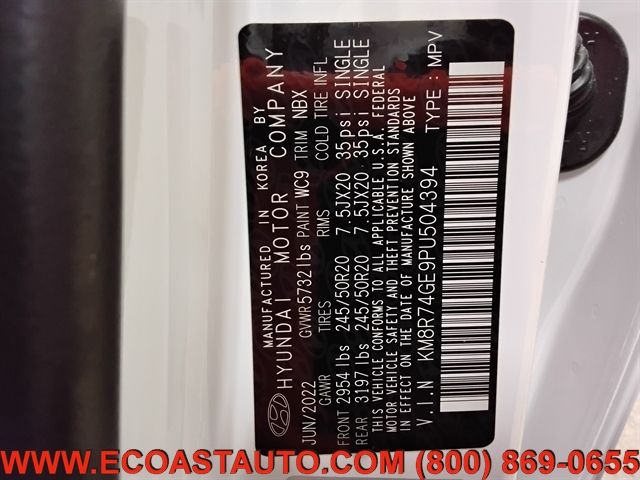 MANUFACTURED IN KOREA BY
HYUNDAI MOTOR COMPANY
JUN/2022 GVWR 5732 lbs PAINT WC9 TRIM NBX
GAWR TIRES RIMS COLD TIRE INFL
FRONT 2954 lbs 245/50R20 7.5JX20 35psi SINGLE
REAR 3197 lbs 245/50R20 7.5JX20 35psi SINGLE
THIS VEHICLE CONFORMS TO ALL APPLICABLE U.S.A. FEDERAL
MOTOR VEHICLE SAFETY AND THEFT PREVENTION STANDARDS
IN EFFECT ON THE DATE OF MANUFACTURE SHOWN ABOVE
V.I.N KM8R74GE9PU504394 TYPE : MPV
WWW.ECOASTAUTO.COM (800) 869-0655